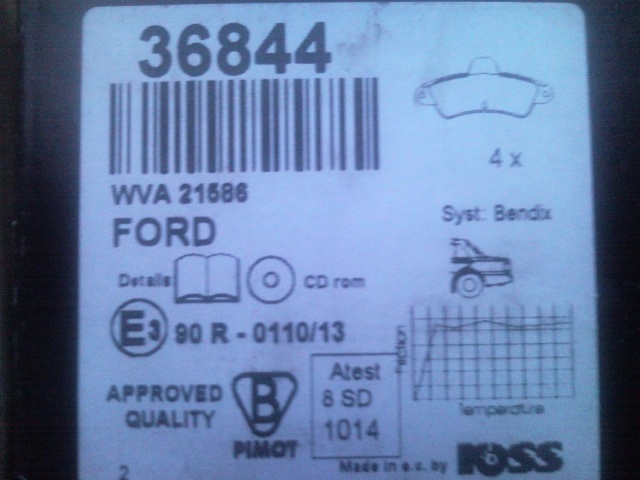 36844
4 x
WVA 21586
Syst: Bendix
FORD
Details
CD rom
E3 90 R - 0110/13
APPROVED
QUALITY
B
PIMOT
Atest
8 SD
1014
Temperature
Made in e.c. by
ROSS
2